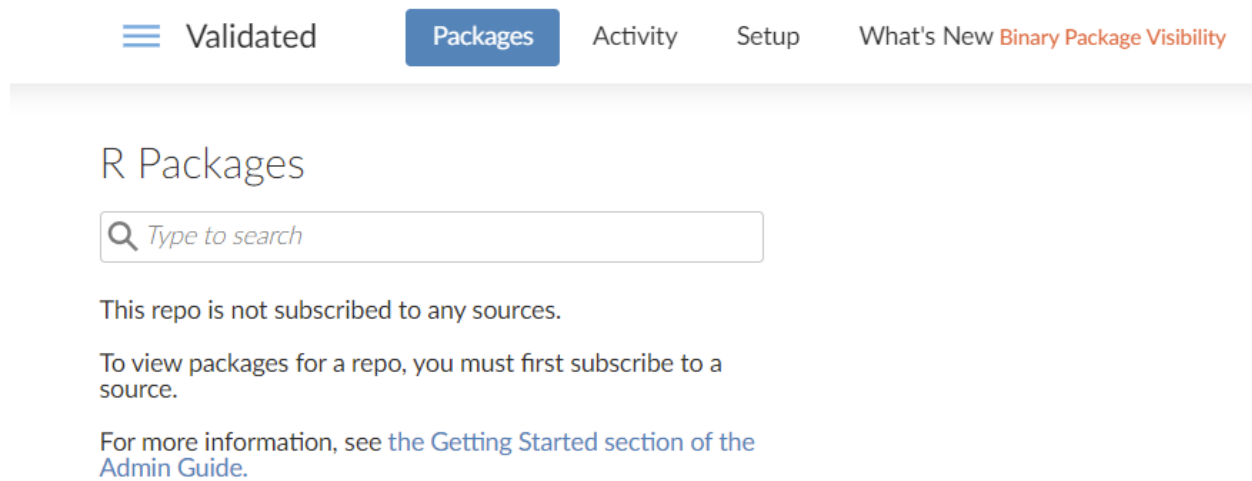 Validated Packages Activity Setup What's New Binary Package Visibility
R Packages
Type to search
This repo is not subscribed to any sources.
To view packages for a repo, you must first subscribe to a
source.
For more information, see the Getting Started section of the
Admin Guide.